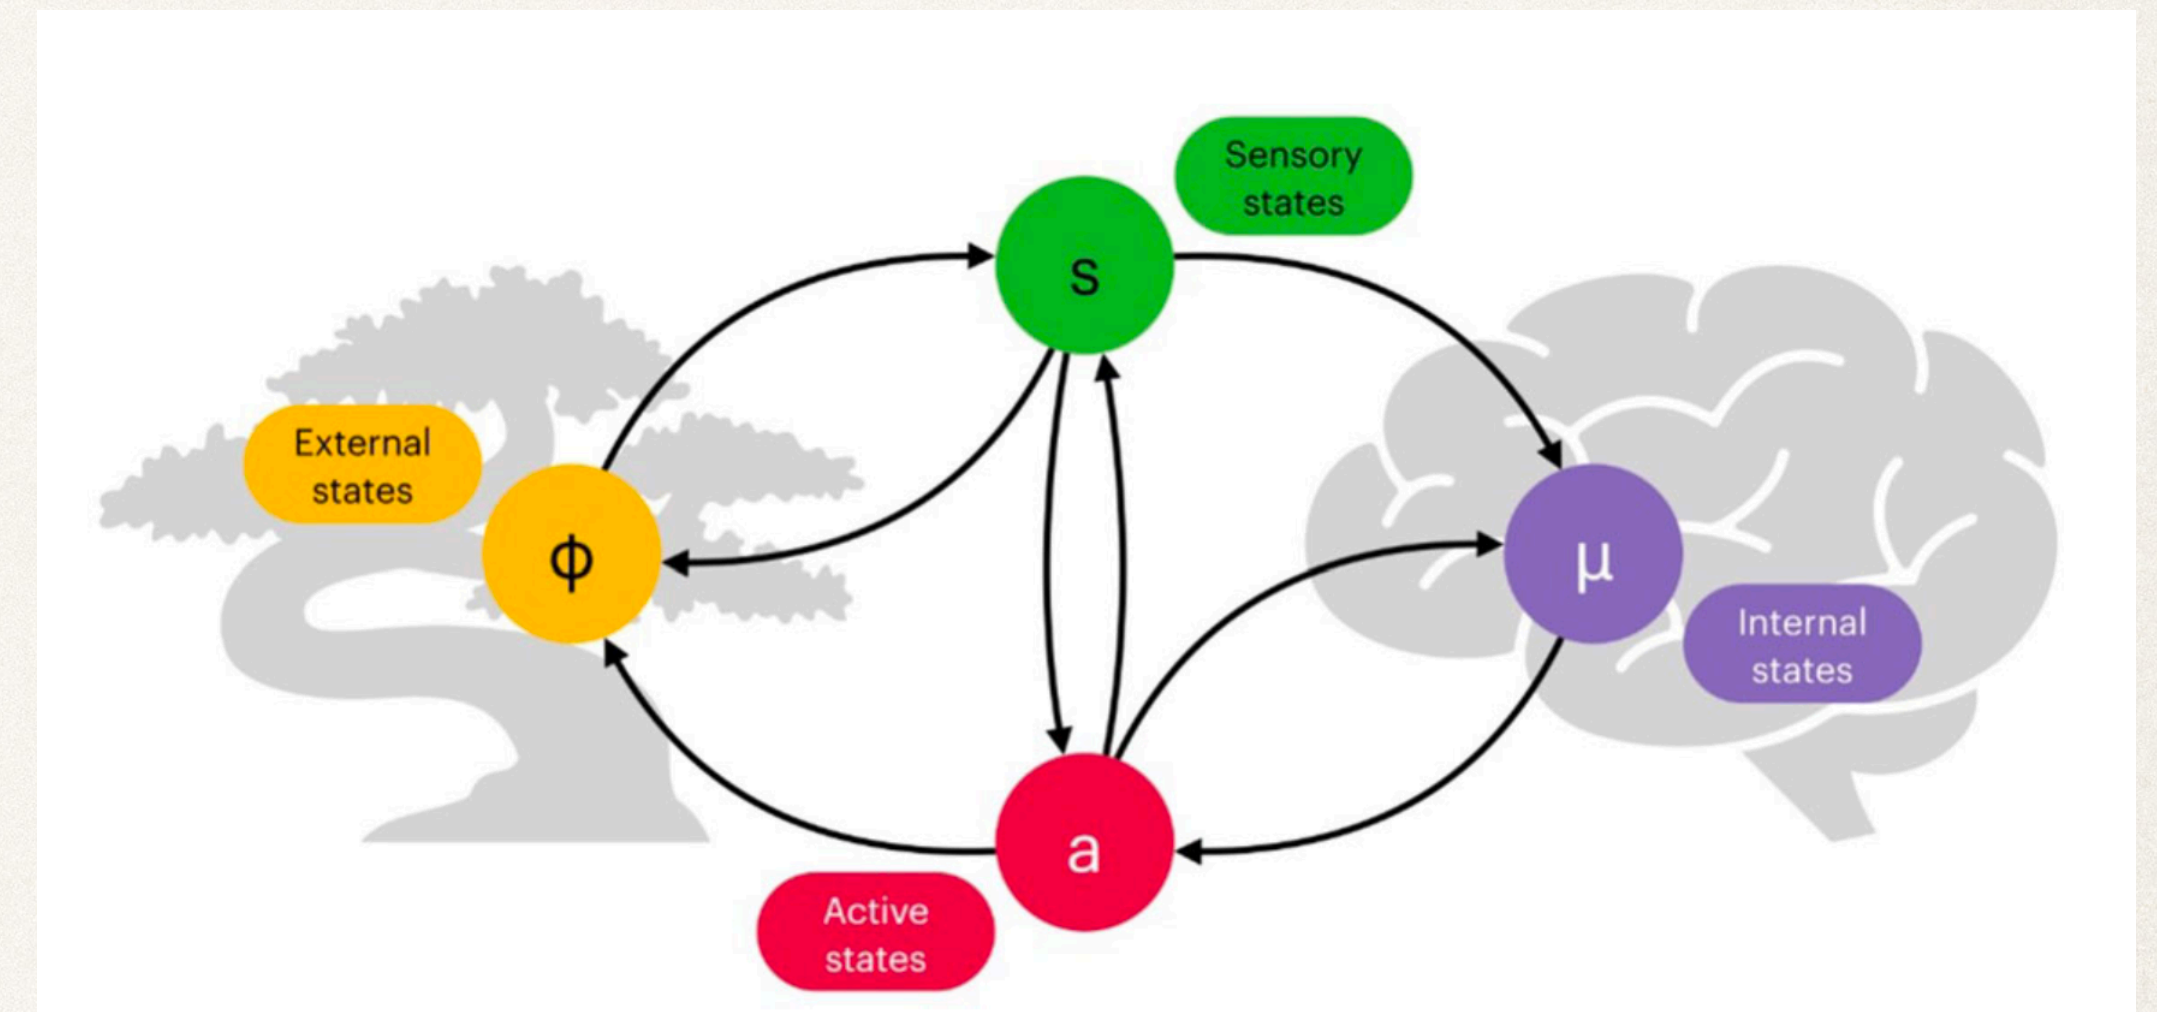 Sensory
states
s
External
states
ϕ
μ
Internal
states
a
Active
states